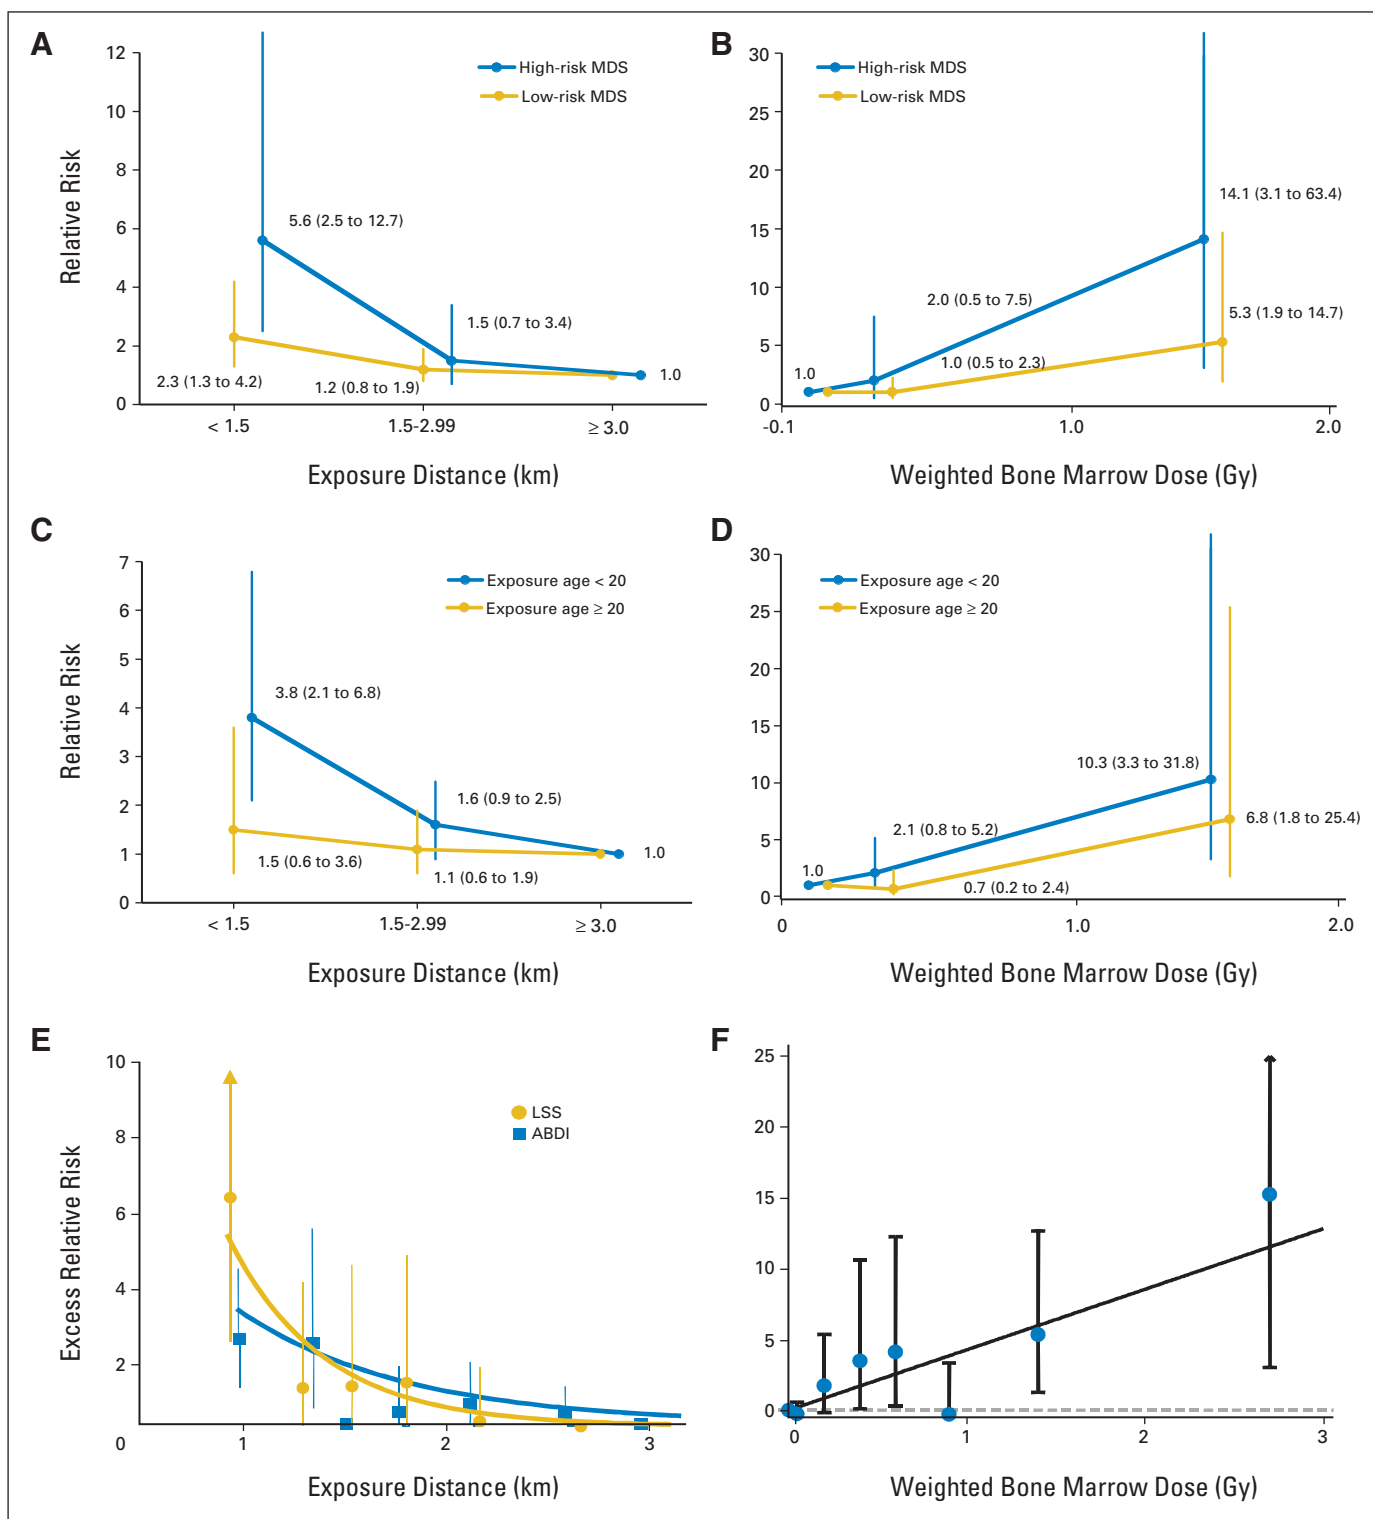 A
12
10
8
6
4
2
0
Relative Risk
High-risk MDS
Low-risk MDS
5.6 (2.5 to 12.7)
1.5 (0.7 to 3.4)
2.3 (1.3 to 4.2)
1.2 (0.8 to 1.9)
1.0
< 1.5
1.5-2.99
≥ 3.0
Exposure Distance (km)
B
30
25
20
15
10
5
0
High-risk MDS
Low-risk MDS
14.1 (3.1 to 63.4)
2.0 (0.5 to 7.5)
5.3 (1.9 to 14.7)
1.0 (0.5 to 2.3)
1.0
-0.1
1.0
2.0
Weighted Bone Marrow Dose (Gy)
C
7
6
5
4
3
2
1
0
Relative Risk
Exposure age < 20
Exposure age ≥ 20
3.8 (2.1 to 6.8)
1.6 (0.9 to 2.5)
1.5 (0.6 to 3.6)
1.1 (0.6 to 1.9)
1.0
< 1.5
1.5-2.99
≥ 3.0
Exposure Distance (km)
D
30
25
20
15
10
5
0
Exposure age < 20
Exposure age ≥ 20
10.3 (3.3 to 31.8)
6.8 (1.8 to 25.4)
2.1 (0.8 to 5.2)
0.7 (0.2 to 2.4)
1.0
0
1.0
2.0
Weighted Bone Marrow Dose (Gy)
E
10
8
6
4
2
0
Excess Relative Risk
LSS
ABDI
1
2
3
Exposure Distance (km)
F
25
20
15
10
5
0
0
1
2
3
Weighted Bone Marrow Dose (Gy)